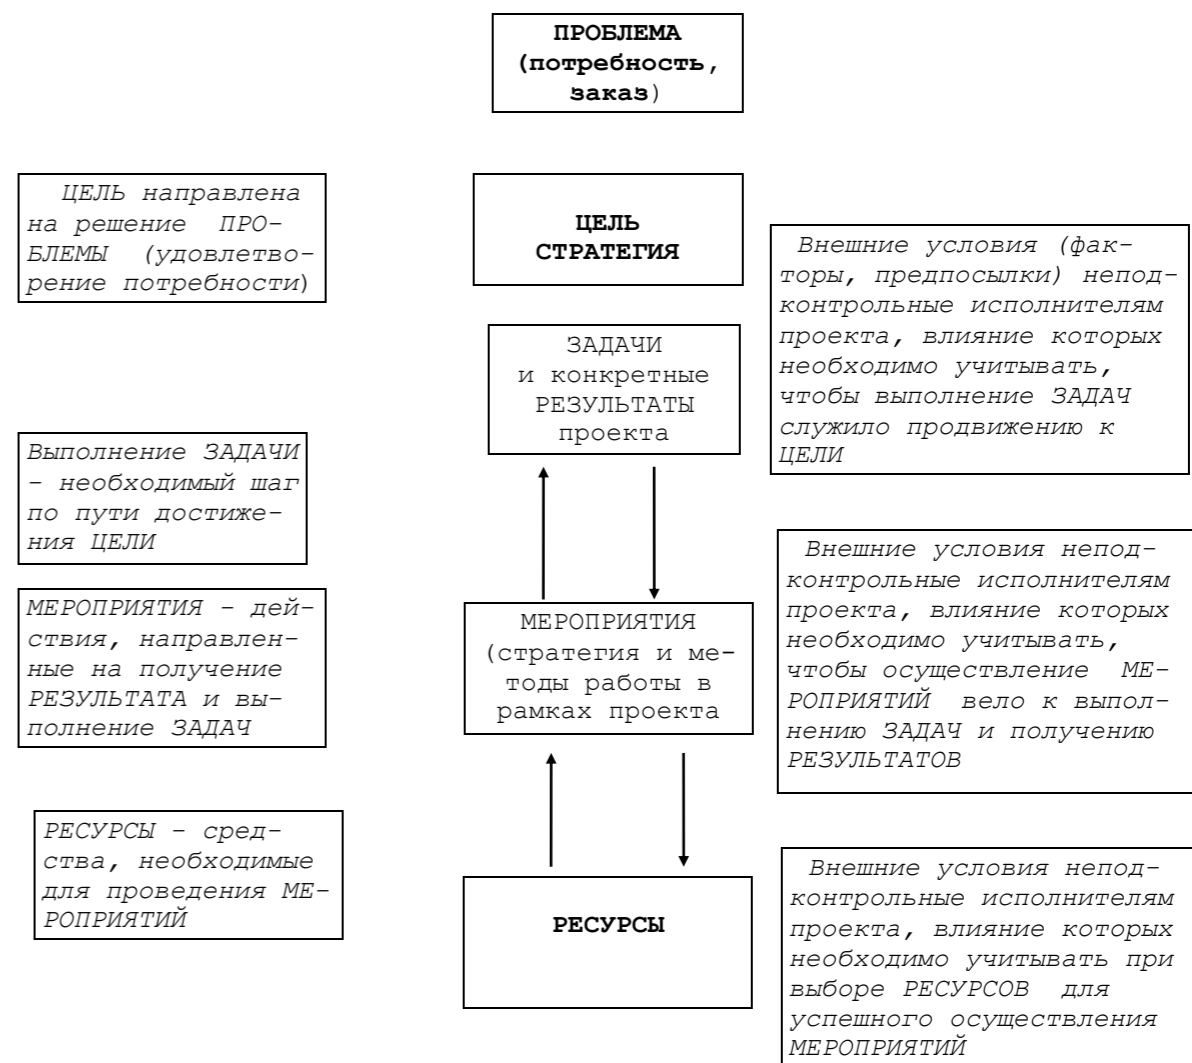 ПРОБЛЕМА
(потребность,
заказ)
ЦЕЛЬ направлена
на решение ПРО-
БЛЕМЫ (удовлетво-
рение потребности)
ЦЕЛЬ
СТРАТЕГИЯ
Внешние условия (фак-
торы, предпосылки) непод-
контрольные исполнителям
проекта, влияние которых
необходимо учитывать,
чтобы выполнение ЗАДАЧ
служило продвижению к
ЦЕЛИ
ЗАДАЧИ
и конкретные
РЕЗУЛЬТАТЫ
проекта
Выполнение ЗАДАЧИ
- необходимый шаг
по пути достиже-
ния ЦЕЛИ
Внешние условия непод-
контрольные исполнителям
проекта, влияние которых
необходимо учитывать,
чтобы осуществление МЕ-
РОПРИЯТИЙ вело к выпол-
нению ЗАДАЧ и получению
РЕЗУЛЬТАТОВ
МЕРОПРИЯТИЯ - дей-
ствия, направлен-
ные на получение
РЕЗУЛЬТАТА и вы-
полнение ЗАДАЧ
МЕРОПРИЯТИЯ
(стратегия и ме-
тоды работы в
рамках проекта
РЕСУРСЫ - сред-
ства, необходимые
для проведения МЕ-
РОПРИЯТИЙ
РЕСУРСЫ
Внешние условия непод-
контрольные исполнителям
проекта, влияние которых
необходимо учитывать при
выборе РЕСУРСОВ для
успешного осуществления
МЕРОПРИЯТИЙ